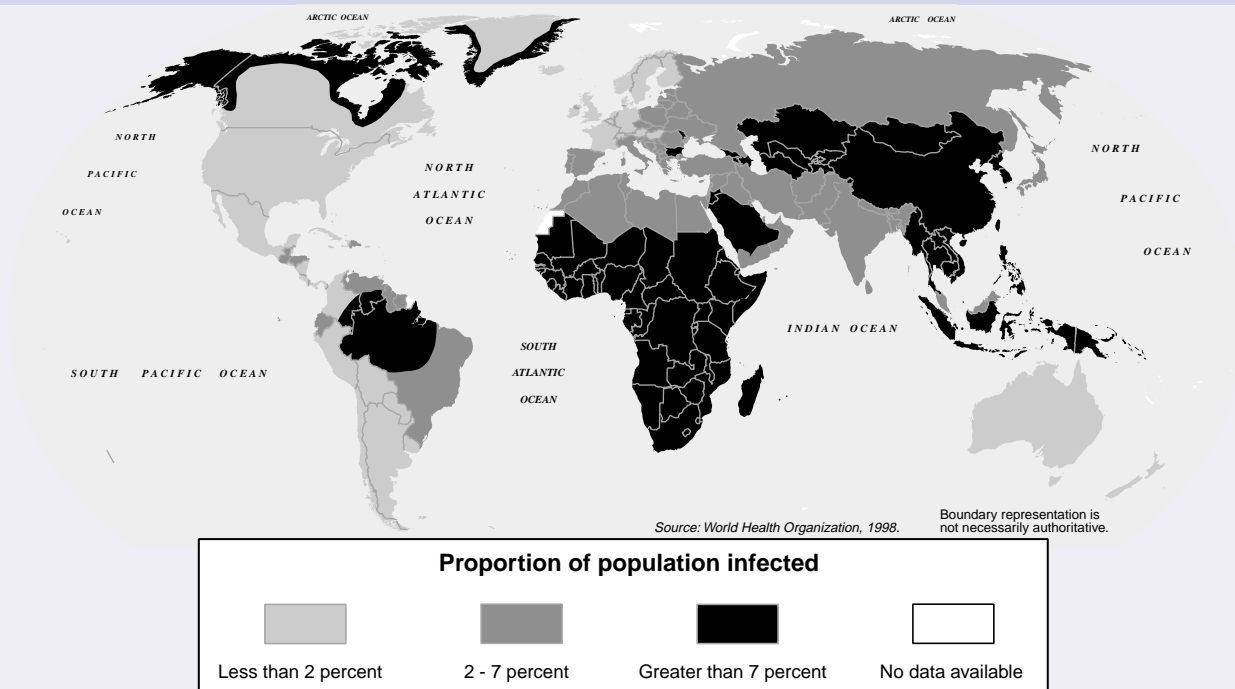 ARCTIC OCEAN
ARCTIC OCEAN
NORTH
PACIFIC
OCEAN
NORTH
ATLANTIC
OCEAN
NORTH
PACIFIC
OCEAN
INDIAN OCEAN
SOUTH PACIFIC OCEAN
SOUTH
ATLANTIC
OCEAN
Source: World Health Organization, 1998.
Boundary representation is
not necessarily authoritative.
Proportion of population infected
Less than 2 percent
2 - 7 percent
Greater than 7 percent
No data available